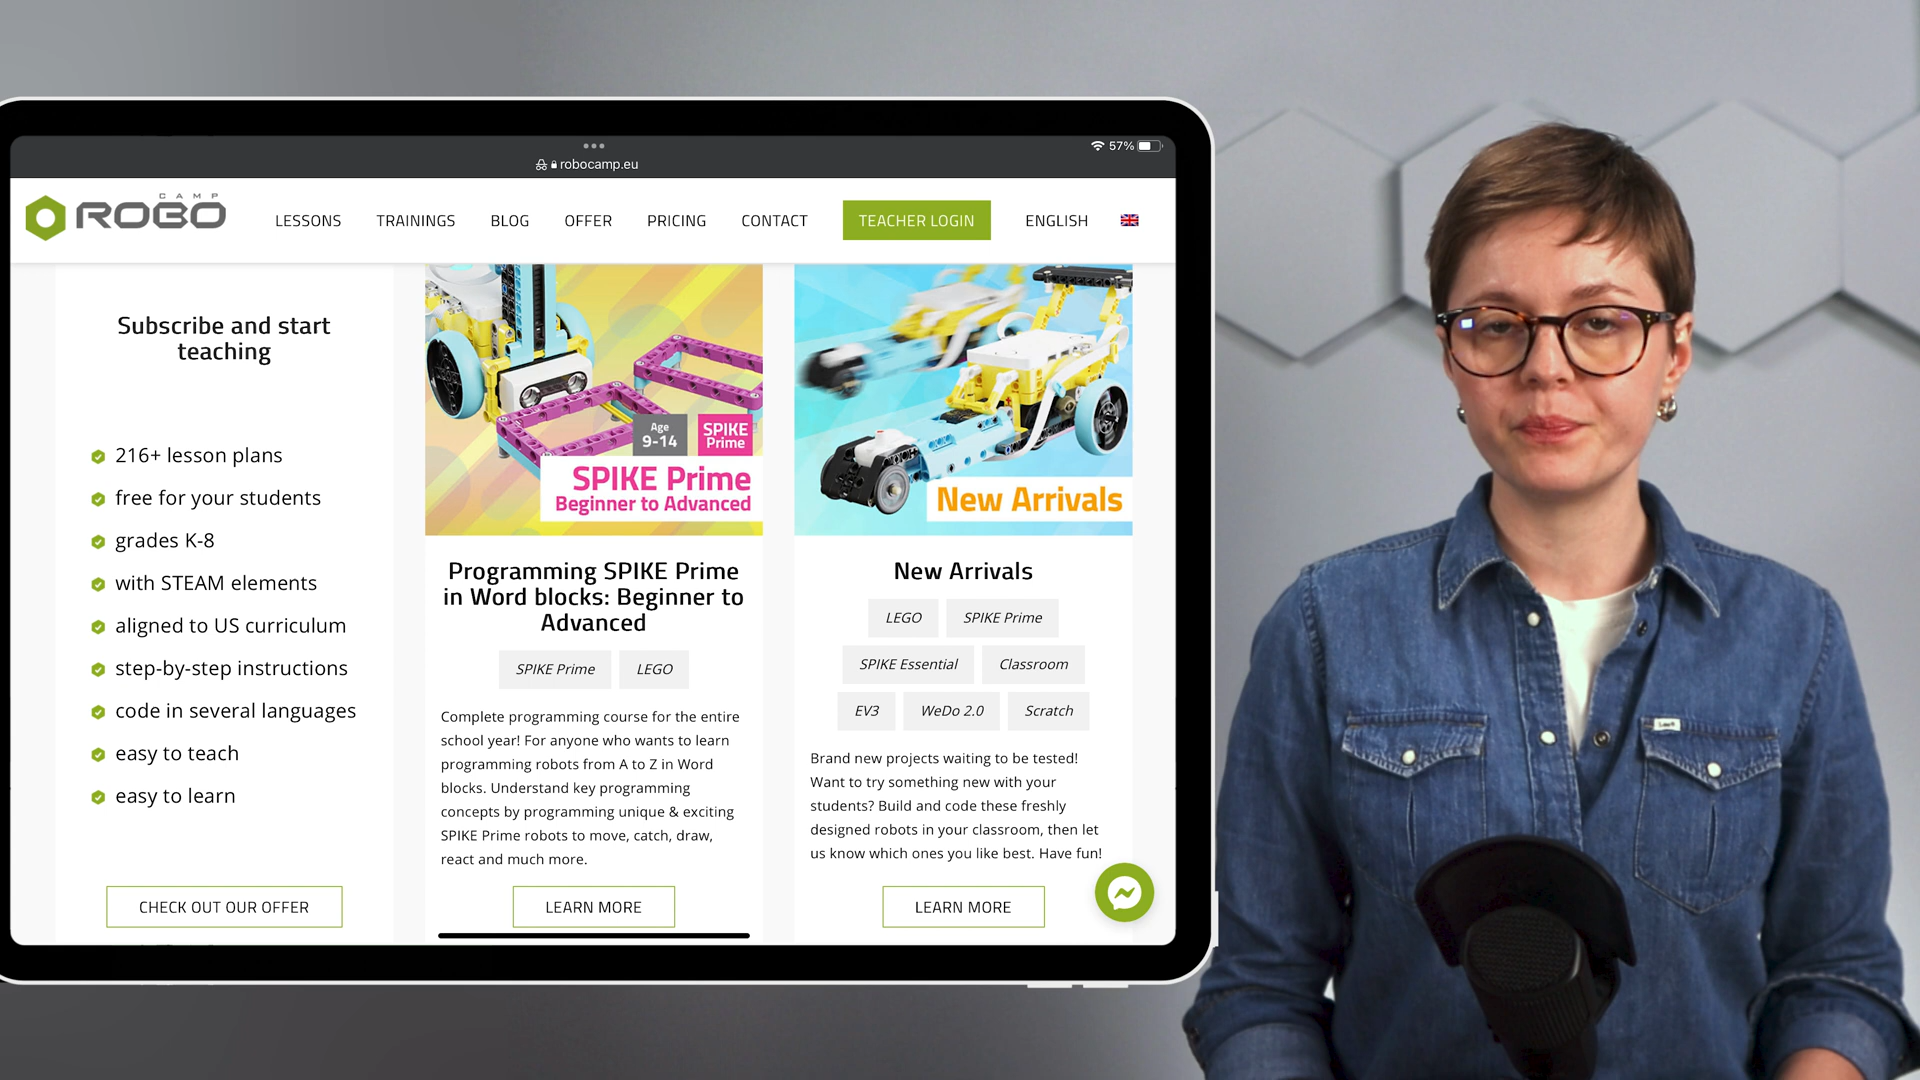 57%
robocamp.eu
CAMP
ROBO
LESSONS
TRAININGS
BLOG
OFFER
PRICING
CONTACT
TEACHER LOGIN
ENGLISH
Subscribe and start
teaching
216+ lesson plans
free for your students
grades K-8
with STEAM elements
aligned to US curriculum
step-by-step instructions
code in several languages
easy to teach
easy to learn
CHECK OUT OUR OFFER
Age
9-14
SPIKE
Prime
SPIKE Prime
Beginner to Advanced
Programming SPIKE Prime
in Word blocks: Beginner to
Advanced
SPIKE Prime
LEGO
Complete programming course for the entire
school year! For anyone who wants to learn
programming robots from A to Z in Word
blocks. Understand key programming
concepts by programming unique & exciting
SPIKE Prime robots to move, catch, draw,
react and much more.
LEARN MORE
New Arrivals
New Arrivals
LEGO
SPIKE Prime
SPIKE Essential
Classroom
EV3
WeDo 2.0
Scratch
Brand new projects waiting to be tested!
Want to try something new with your
students? Build and code these freshly
designed robots in your classroom, then let
us know which ones you like best. Have fun!
LEARN MORE